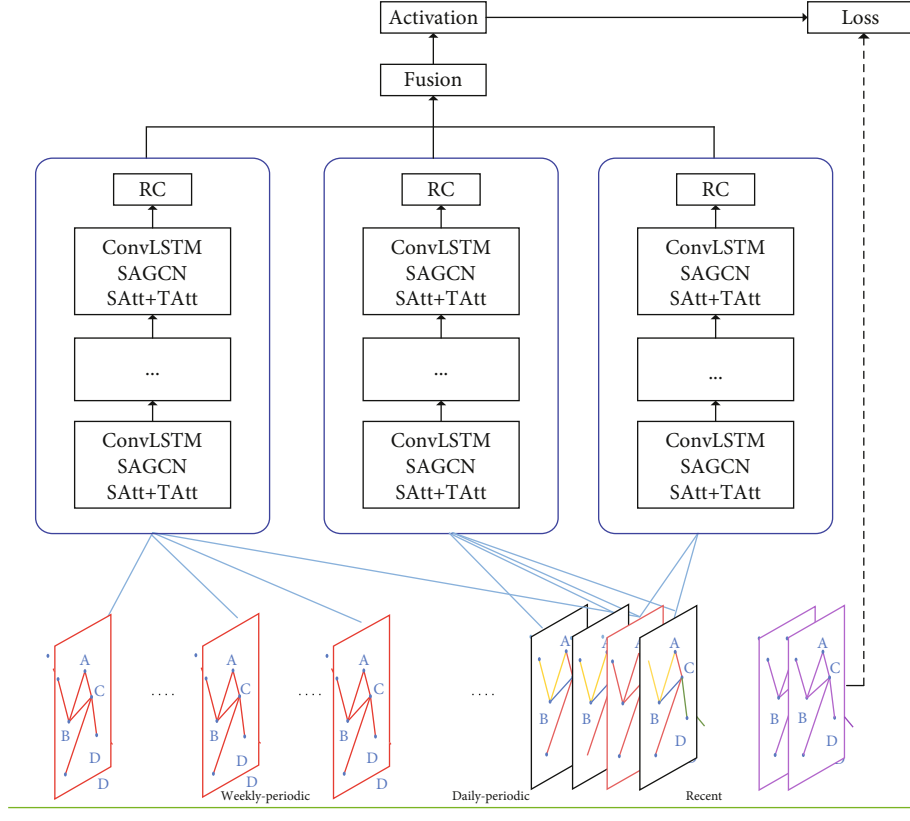 Activation
Loss
Fusion
RC
RC
RC
ConvLSTM
SAGCN
SAtt+TAtt
ConvLSTM
SAGCN
SAtt+TAtt
ConvLSTM
SAGCN
SAtt+TAtt
...
...
...
ConvLSTM
SAGCN
SAtt+TAtt
ConvLSTM
SAGCN
SAtt+TAtt
ConvLSTM
SAGCN
SAtt+TAtt
A
C
B
D
D
....
A
C
B
D
D
....
A
C
B
D
D
....
A
B
A
B
A
B
A
C
B
D
A
C
B
D
Weekly-periodic
Daily-periodic
Recent